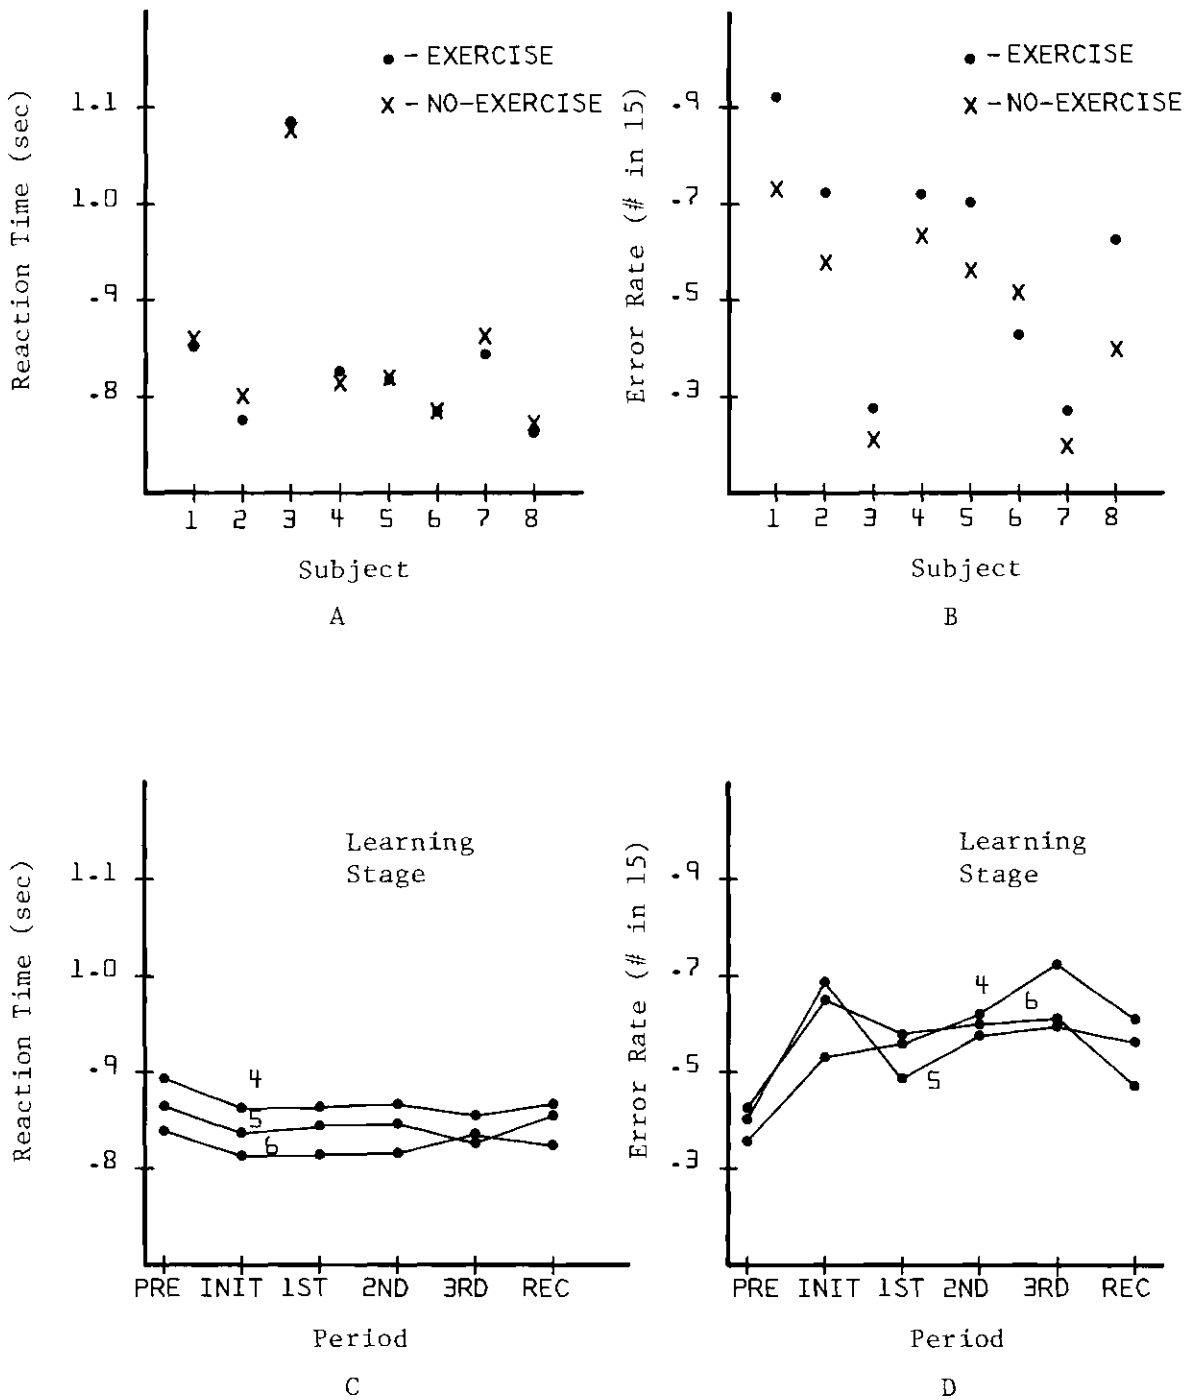 Reaction Time (sec)
1.1
1.0
.9
.8
● - EXERCISE
X - NO-EXERCISE
1 2 3 4 5 6 7 8
Subject
A
Error Rate (# in 15)
.9
.7
.5
.3
● - EXERCISE
X - NO-EXERCISE
1 2 3 4 5 6 7 8
Subject
B
Reaction Time (sec)
1.1
1.0
.9
.8
Learning
Stage
4
5
6
PRE INIT 1ST 2ND 3RD REC
Period
C
Error Rate (# in 15)
.9
.7
.5
.3
Learning
Stage
4
6
5
PRE INIT 1ST 2ND 3RD REC
Period
D